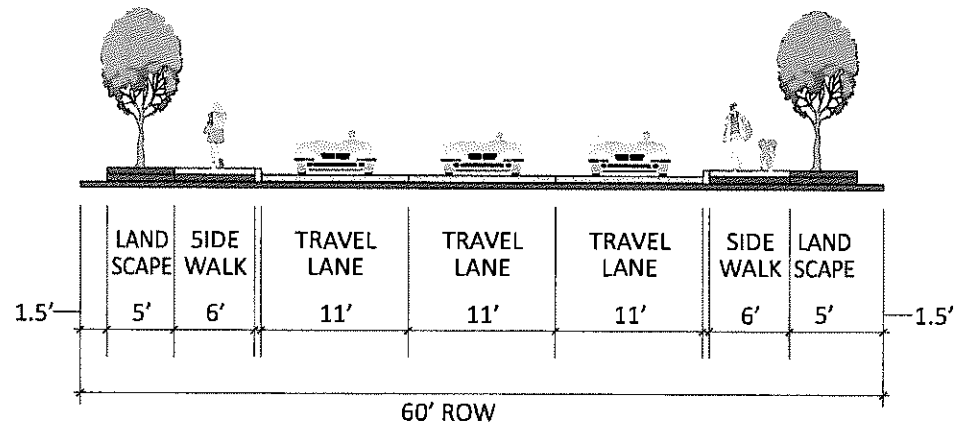 LAND
SCAPE
5'
SIDE
WALK
6'
TRAVEL
LANE
11'
TRAVEL
LANE
11'
TRAVEL
LANE
11'
SIDE
WALK
6'
LAND
SCAPE
5'
1.5'
1.5'
60' ROW